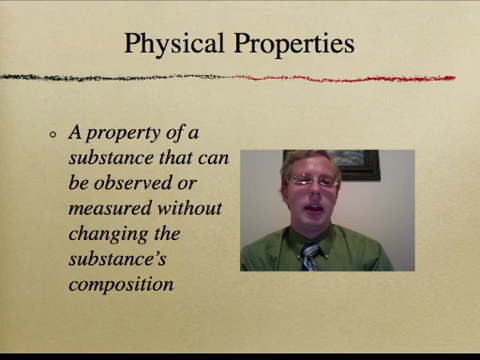 Physical Properties
A property of a
substance that can
be observed or
measured without
changing the
substance's
composition